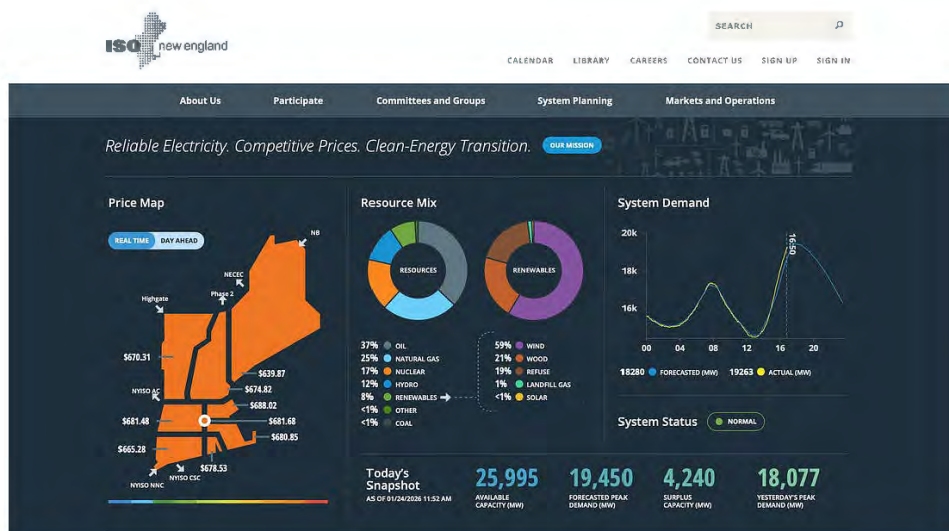 SEARCH
ISO new england
CALENDAR LIBRARY CAREERS CONTACT US SIGN UP SIGN IN
About Us Participate Committees and Groups System Planning Markets and Operations
Reliable Electricity. Competitive Prices. Clean-Energy Transition. OUR MISSION
Price Map
REAL TIME DAY AHEAD
NB
NECEC
Phase 2
Highgate
$670.31
$639.87
$674.82
NYISO AC
$688.02
$681.48
$681.68
$680.85
$665.28
$678.53
NYISO NNC
NYISO CSC
Resource Mix
RESOURCES
RENEWABLES
37% OIL
25% NATURAL GAS
17% NUCLEAR
12% HYDRO
8% RENEWABLES
<1% OTHER
<1% COAL
59% WIND
21% WOOD
19% REFUSE
1% LANDFILL GAS
<1% SOLAR
System Demand
20k
18k
16k
16:50
00 04 08 12 16 20
18280 FORECASTED (MW) 19263 ACTUAL (MW)
System Status NORMAL
Today's
Snapshot
AS OF 01/24/2026 11:52 AM
25,995
AVAILABLE
CAPACITY (MW)
19,450
FORECASTED PEAK
DEMAND (MW)
4,240
SURPLUS
CAPACITY (MW)
18,077
YESTERDAY'S PEAK
DEMAND (MW)